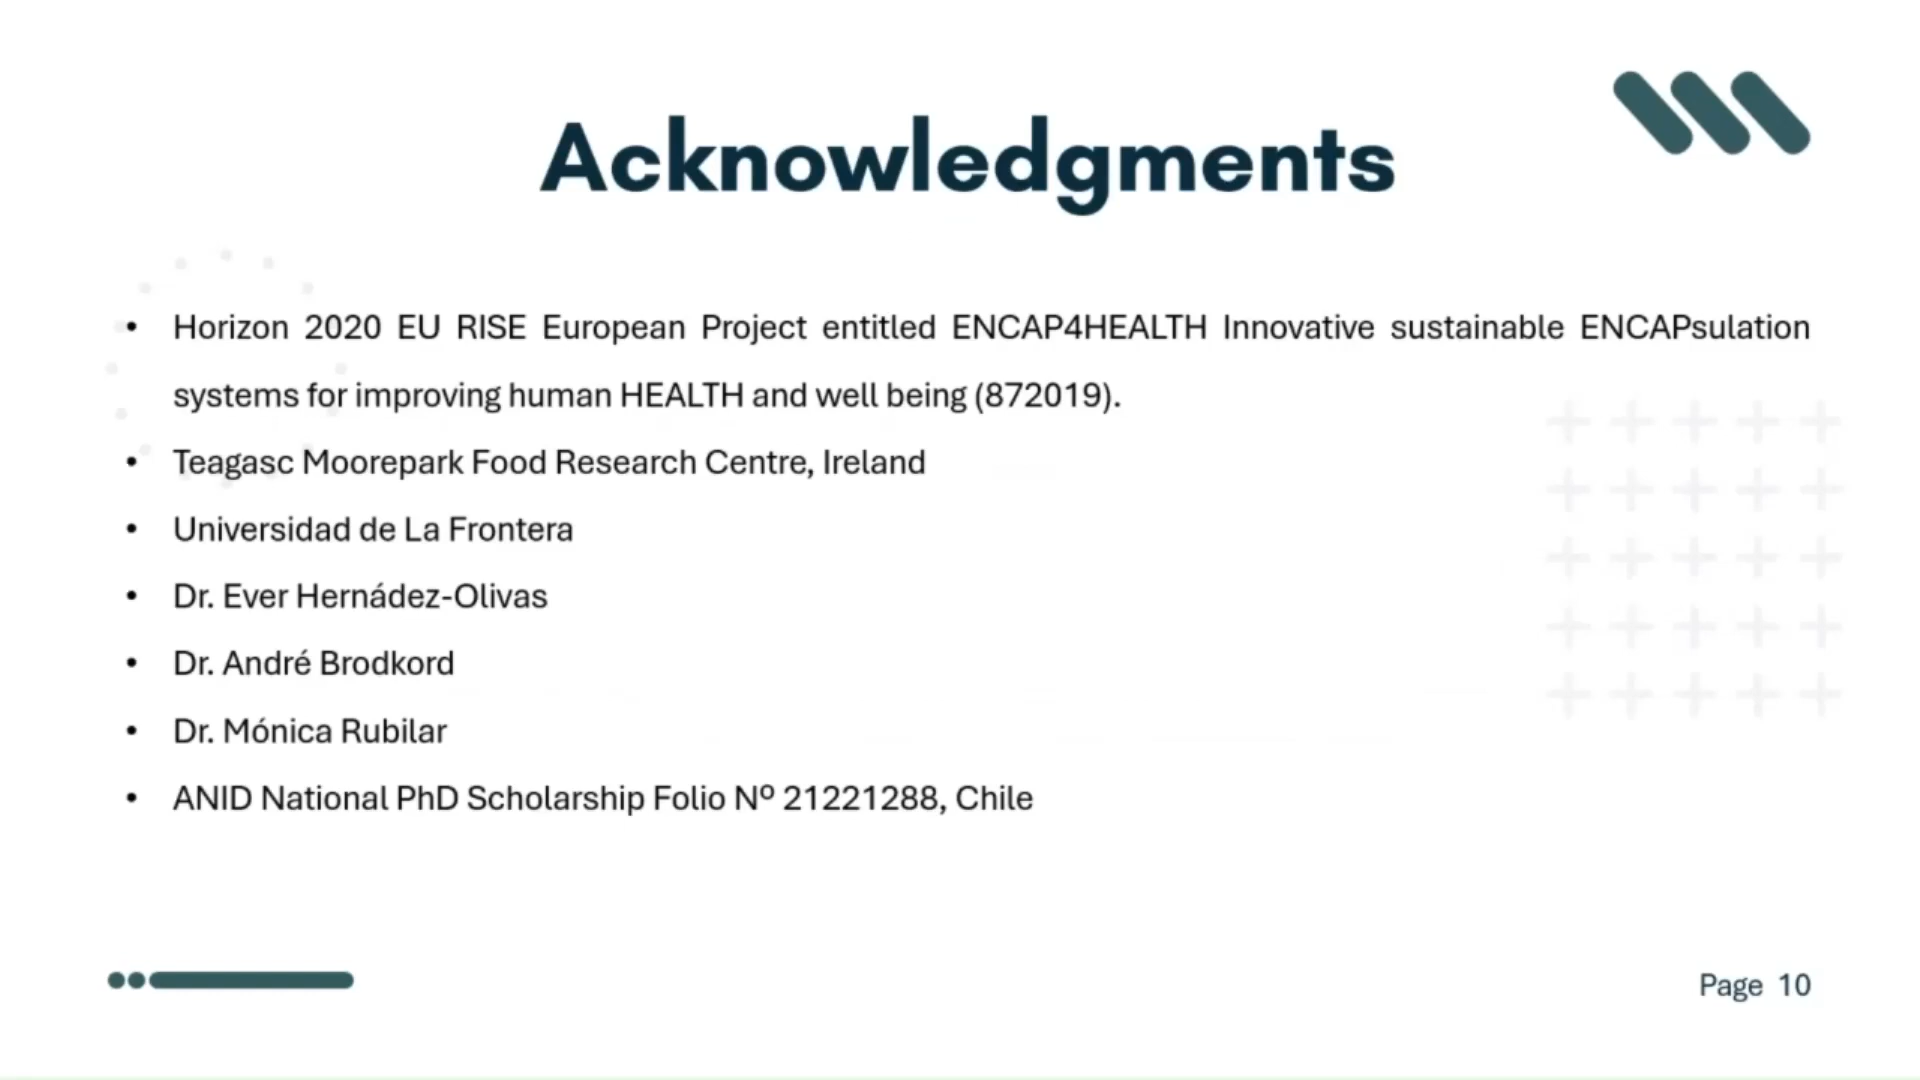 Acknowledgments
• Horizon 2020 EU RISE European Project entitled ENCAP4HEALTH Innovative sustainable ENCAPsulation
systems for improving human HEALTH and well being (872019).
• Teagasc Moorepark Food Research Centre, Ireland
• Universidad de La Frontera
• Dr. Ever Hernádez-Olivas
• Dr. André Brodkord
• Dr. Mónica Rubilar
• ANID National PhD Scholarship Folio Nº 21221288, Chile
Page 10